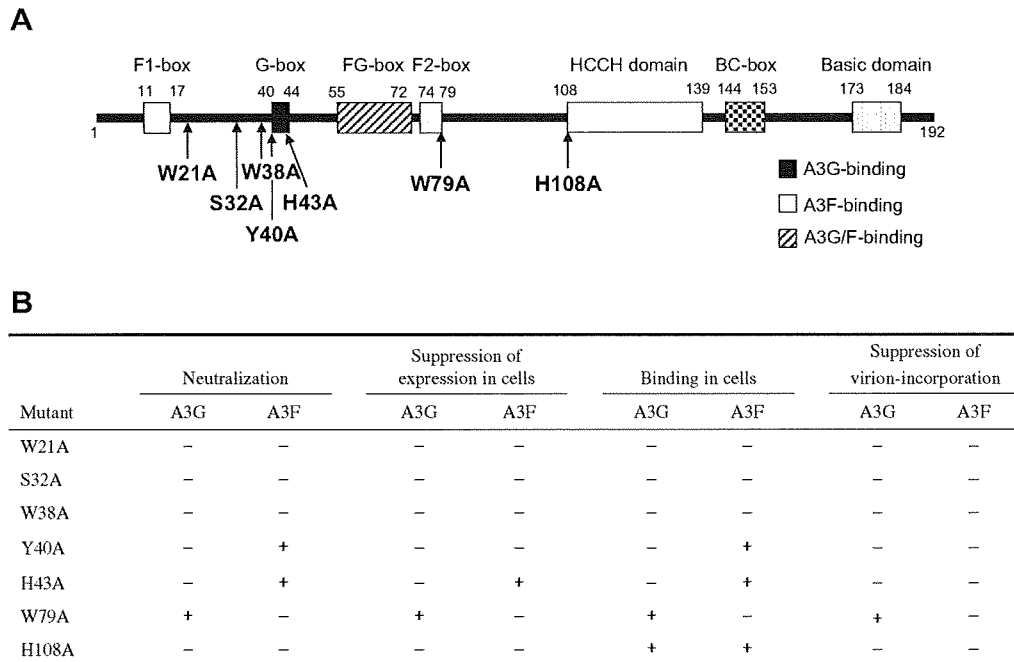 A
F1-box G-box FG-box F2-box HCCH domain BC-box Basic domain
11 17 40 44 55 72 74 79 108 139 144 153 173 184
1 192
W21A W38A W79A H108A
S32A H43A
Y40A
A3G-binding
A3F-binding
A3G/F-binding
B
Suppression of Suppression of
Neutralization expression in cells Binding in cells virion-incorporation
Mutant A3G A3F A3G A3F A3G A3F A3G A3F
W21A – – – – – – – –
S32A – – – – – – – –
W38A – – – – – – – –
Y40A – + – – – + – –
H43A – + – + – + – –
W79A + – + – + – + –
H108A – – – – + + – –